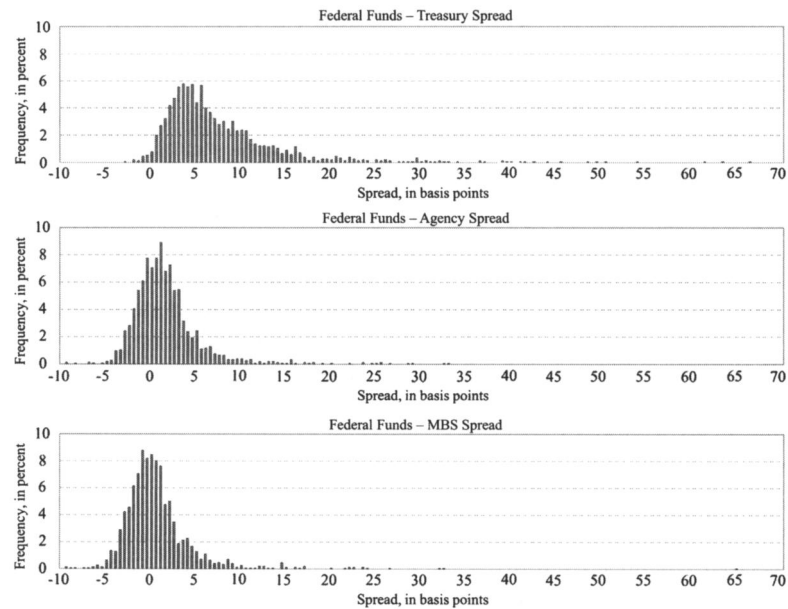 Federal Funds – Treasury Spread
Frequency, in percent
10
8
6
4
2
0
-10 -5 0 5 10 15 20 25 30 35 40 45 50 55 60 65 70
Spread, in basis points
Federal Funds – Agency Spread
Frequency, in percent
10
8
6
4
2
0
-10 -5 0 5 10 15 20 25 30 35 40 45 50 55 60 65 70
Spread, in basis points
Federal Funds – MBS Spread
Frequency, in percent
10
8
6
4
2
0
-10 -5 0 5 10 15 20 25 30 35 40 45 50 55 60 65 70
Spread, in basis points